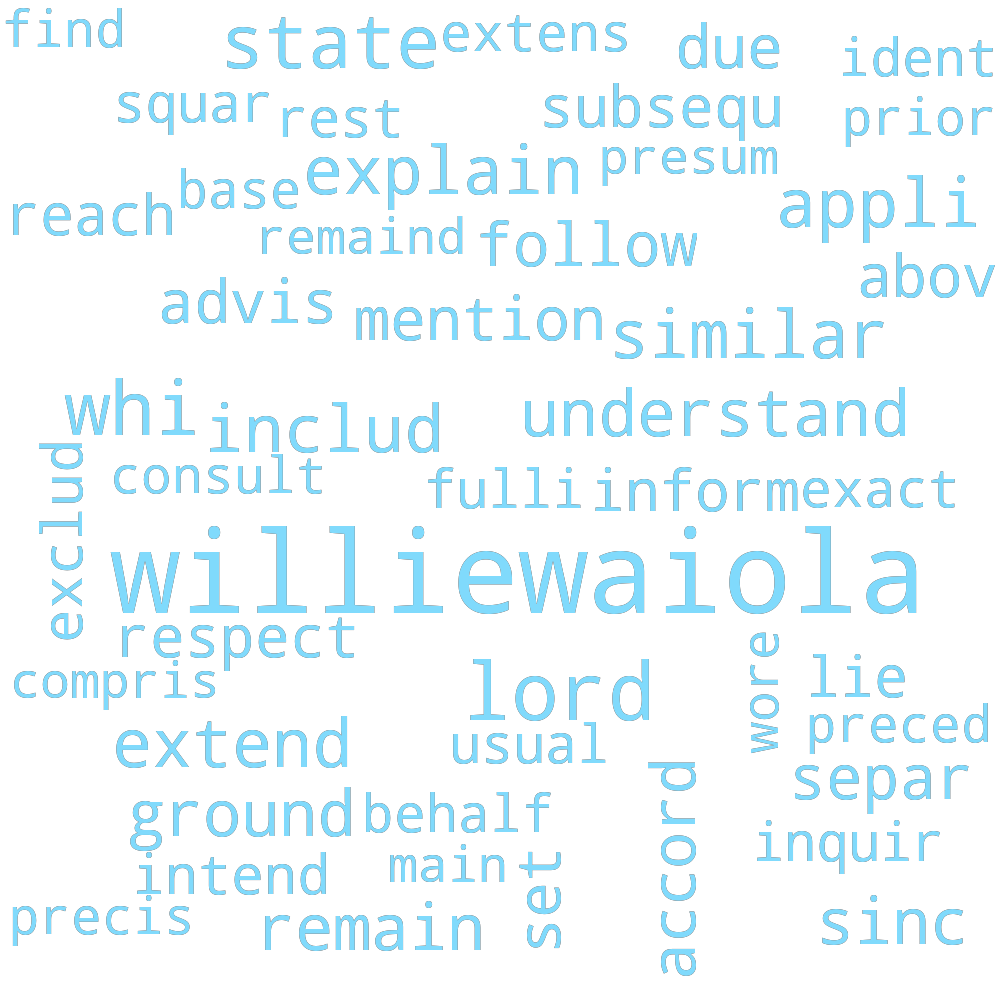 find
state
extens
due
ident
squar
rest
subsequ
prior
explain
presum
reach
base
appli
remaind
follow
abov
advis
mention
similar
whi
includ
understand
exclud
consult
fulli
inform
exact
williewaiola
respect
wore
compris
lord
lie
extend
usual
preced
separ
ground
behalf
accord
inquir
intend
main
set
precis
remain
sinc